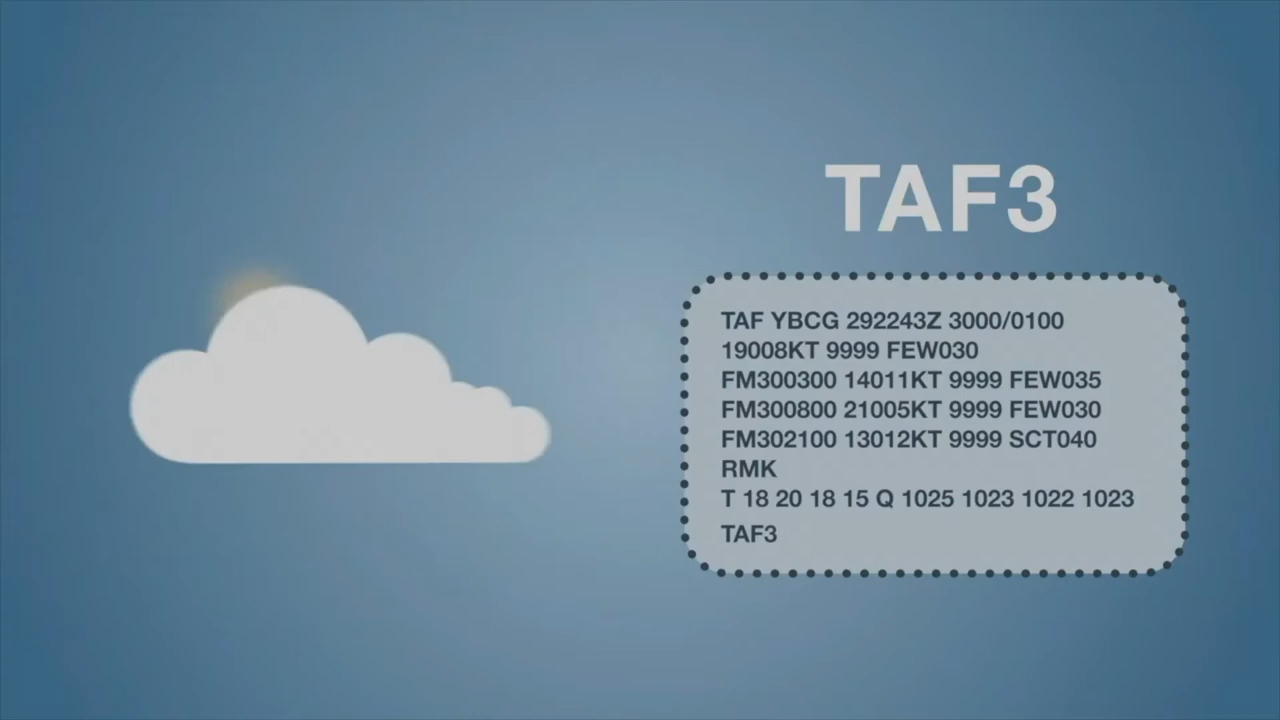 TAF3
TAF YBCG 292243Z 3000/0100
19008KT 9999 FEW030
FM300300 14011KT 9999 FEW035
FM300800 21005KT 9999 FEW030
FM302100 13012KT 9999 SCT040
RMK
T 18 20 18 15 Q 1025 1023 1022 1023
TAF3